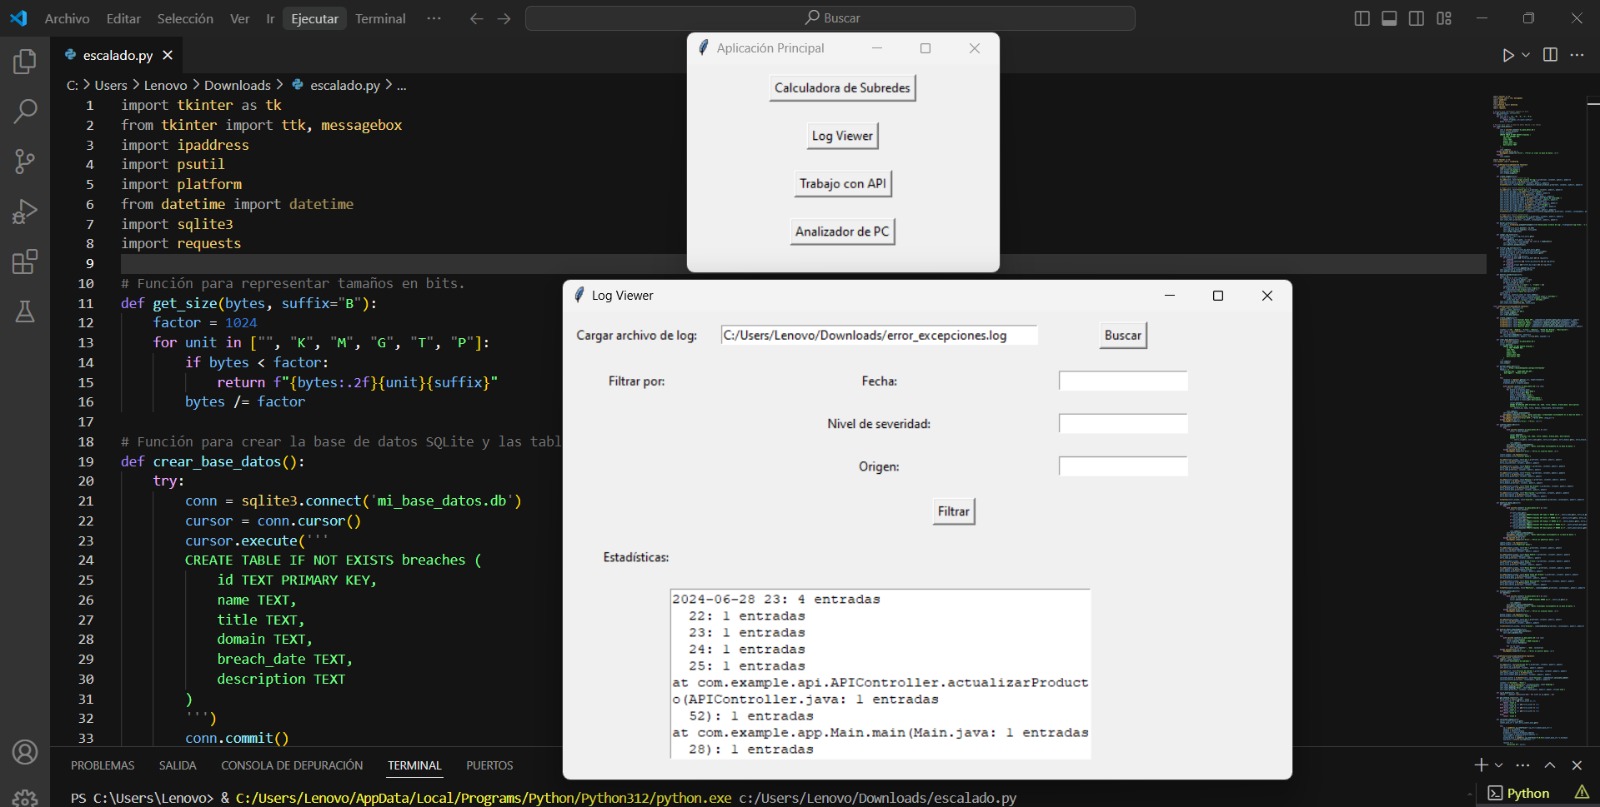 Archivo Editar Selección Ver Ir Ejecutar Terminal ··· Buscar
escalado.py
C: > Users > Lenovo > Downloads > escalado.py > ...
1 import tkinter as tk
2 from tkinter import ttk, messagebox
3 import ipaddress
4 import psutil
5 import platform
6 from datetime import datetime
7 import sqlite3
8 import requests
9
10 # Función para representar tamaños en bits.
11 def get_size(bytes, suffix="B"):
12 factor = 1024
13 for unit in ["", "K", "M", "G", "T", "P"]:
14 if bytes < factor:
15 return f"{bytes:.2f}{unit}{suffix}"
16 bytes /= factor
17
18 # Función para crear la base de datos SQLite y las tabl
19 def crear_base_datos():
20 try:
21 conn = sqlite3.connect('mi_base_datos.db')
22 cursor = conn.cursor()
23 cursor.execute('''
24 CREATE TABLE IF NOT EXISTS breaches (
25 id TEXT PRIMARY KEY,
26 name TEXT,
27 title TEXT,
28 domain TEXT,
29 breach_date TEXT,
30 description TEXT
31 )
32 ''')
33 conn.commit()
Aplicación Principal
Calculadora de Subredes
Log Viewer
Trabajo con API
Analizador de PC
Log Viewer
Cargar archivo de log: C:/Users/Lenovo/Downloads/error_excepciones.log Buscar
Filtrar por: Fecha:
Nivel de severidad:
Origen:
Filtrar
Estadísticas:
2024-06-28 23: 4 entradas
22: 1 entradas
23: 1 entradas
24: 1 entradas
25: 1 entradas
at com.example.api.APIController.actualizarProduct
o(APIController.java: 1 entradas
52): 1 entradas
at com.example.app.Main.main(Main.java: 1 entradas
28): 1 entradas
PROBLEMAS SALIDA CONSOLA DE DEPURACIÓN TERMINAL PUERTOS
PS C:\Users\Lenovo> & C:/Users/Lenovo/AppData/Local/Programs/Python/Python312/python.exe c:/Users/Lenovo/Downloads/escalado.py
Python